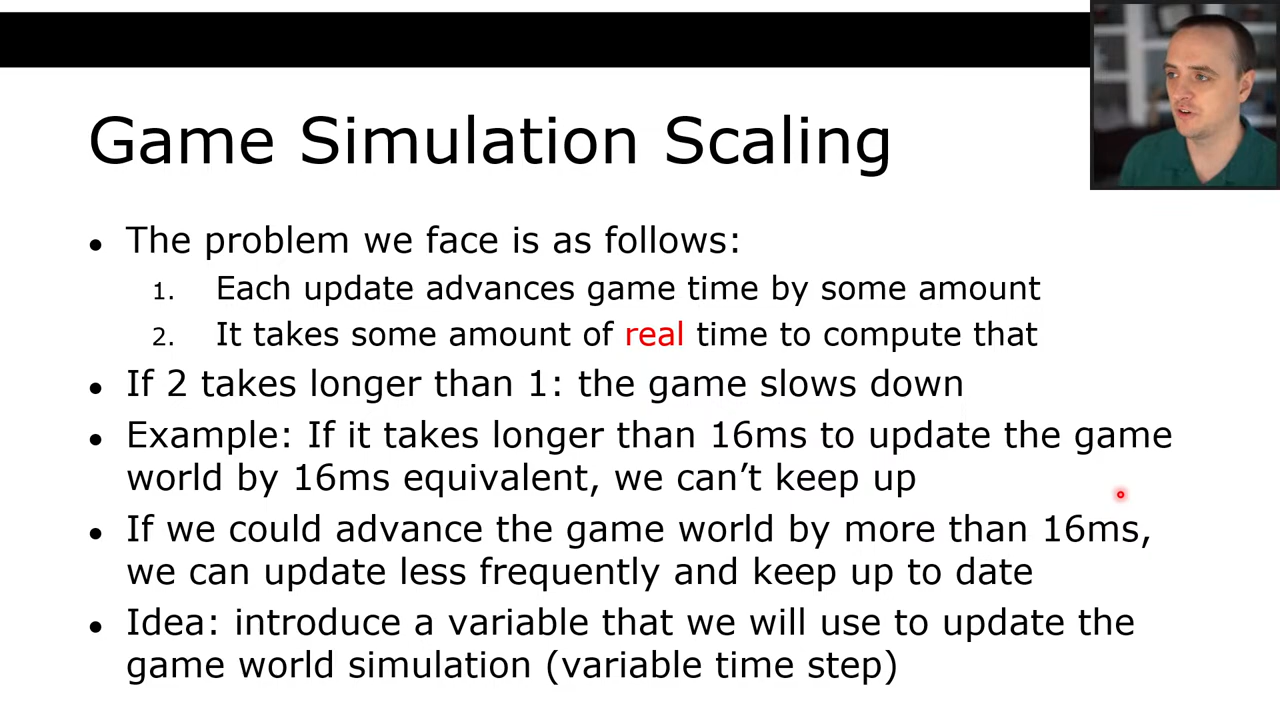 Game Simulation Scaling
● The problem we face is as follows:
1. Each update advances game time by some amount
2. It takes some amount of real time to compute that
● If 2 takes longer than 1: the game slows down
● Example: If it takes longer than 16ms to update the game
world by 16ms equivalent, we can’t keep up
● If we could advance the game world by more than 16ms,
we can update less frequently and keep up to date
● Idea: introduce a variable that we will use to update the
game world simulation (variable time step)